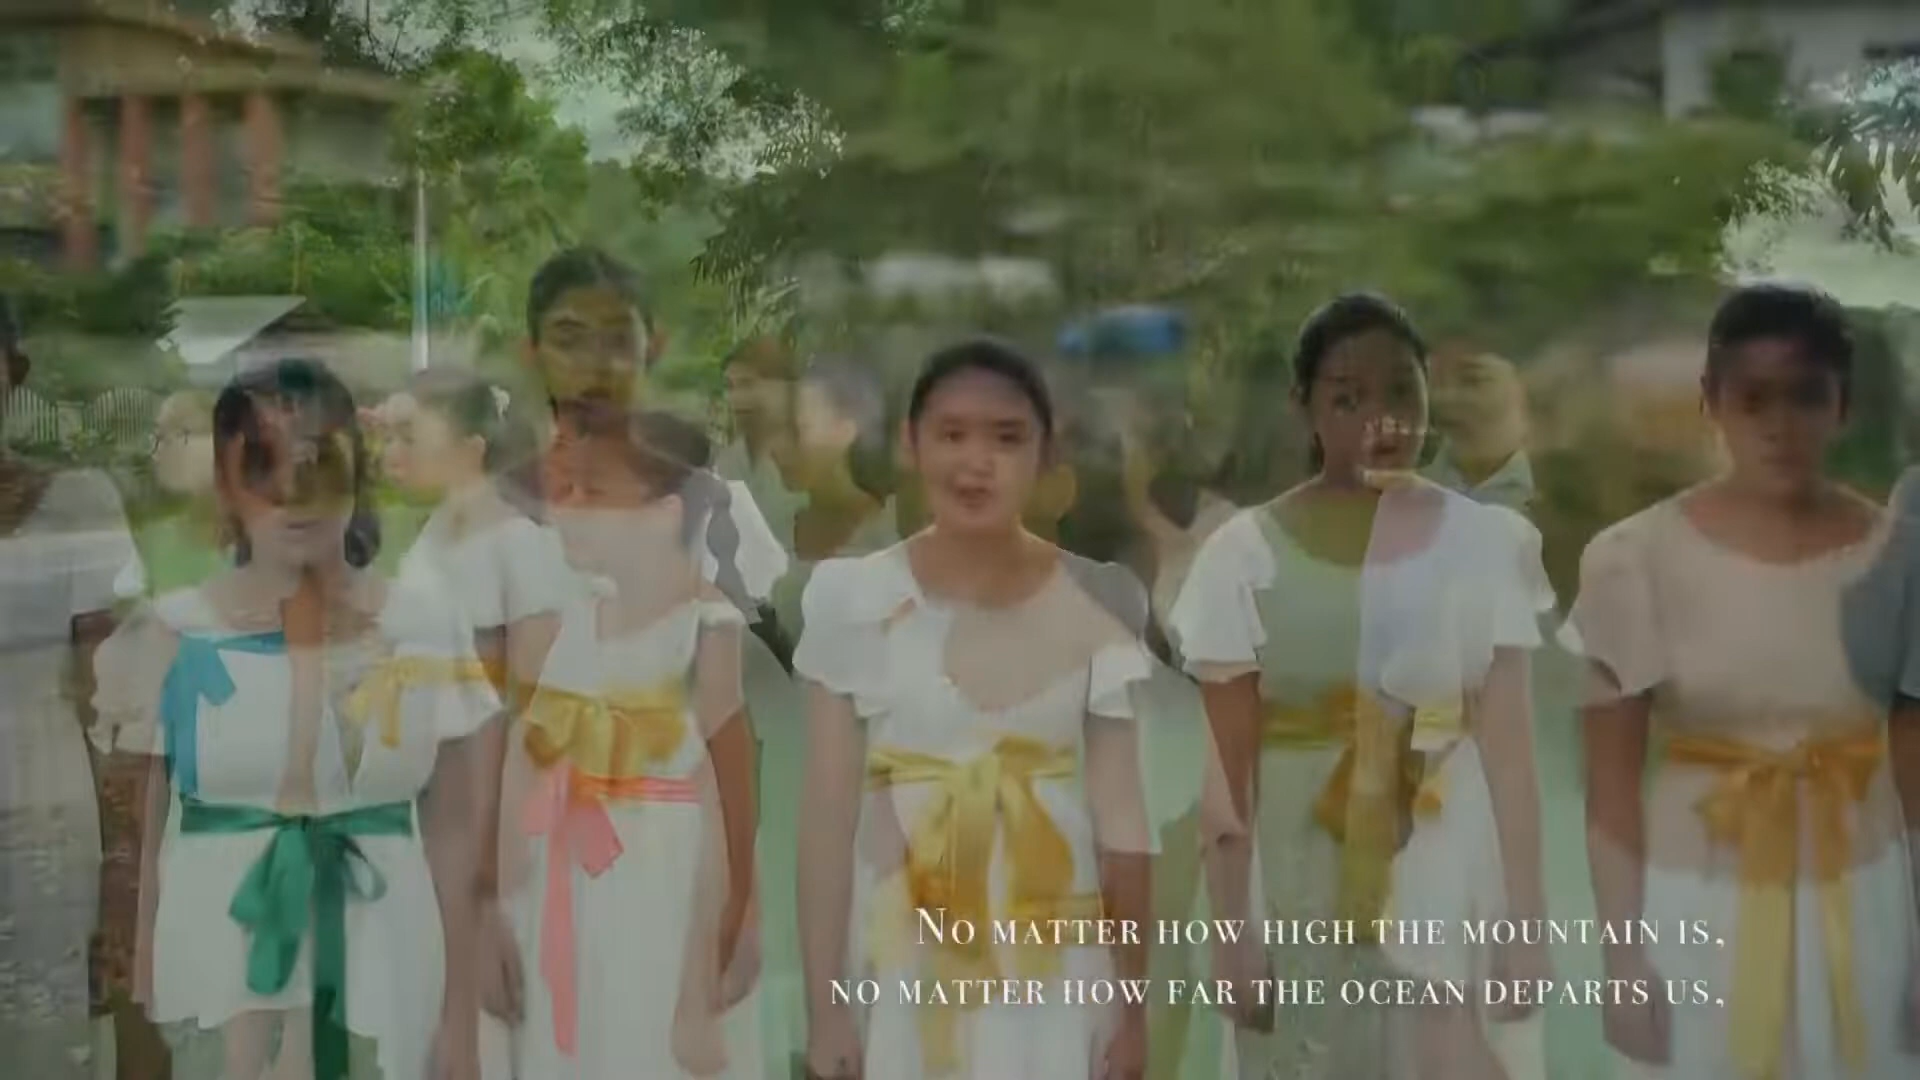 No matter how high the mountain is,
no matter how far the ocean departs us,